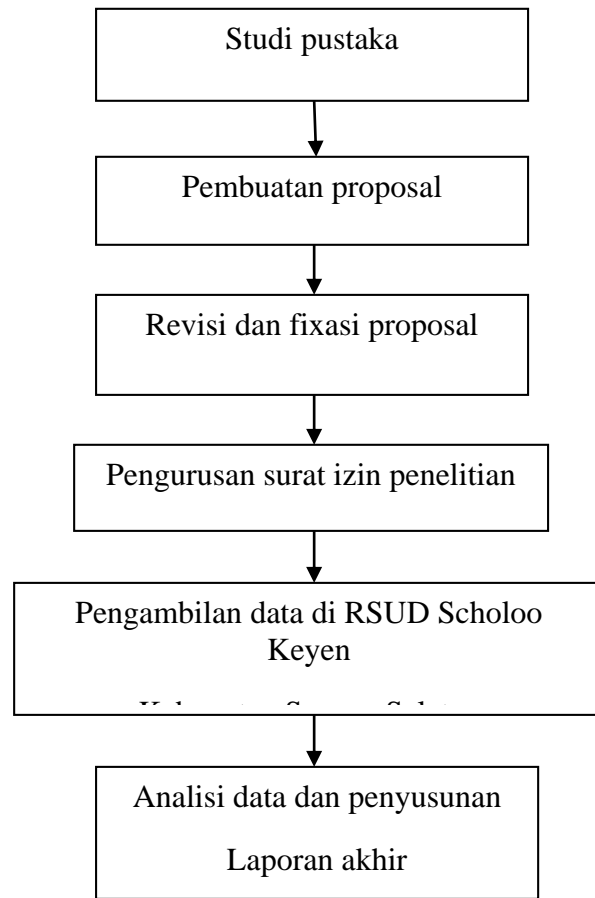 Studi pustaka
Pembuatan proposal
Revisi dan fixasi proposal
Pengurusan surat izin penelitian
Pengambilan data di RSUD Scholoo
Keyen
Analisi data dan penyusunan
Laporan akhir